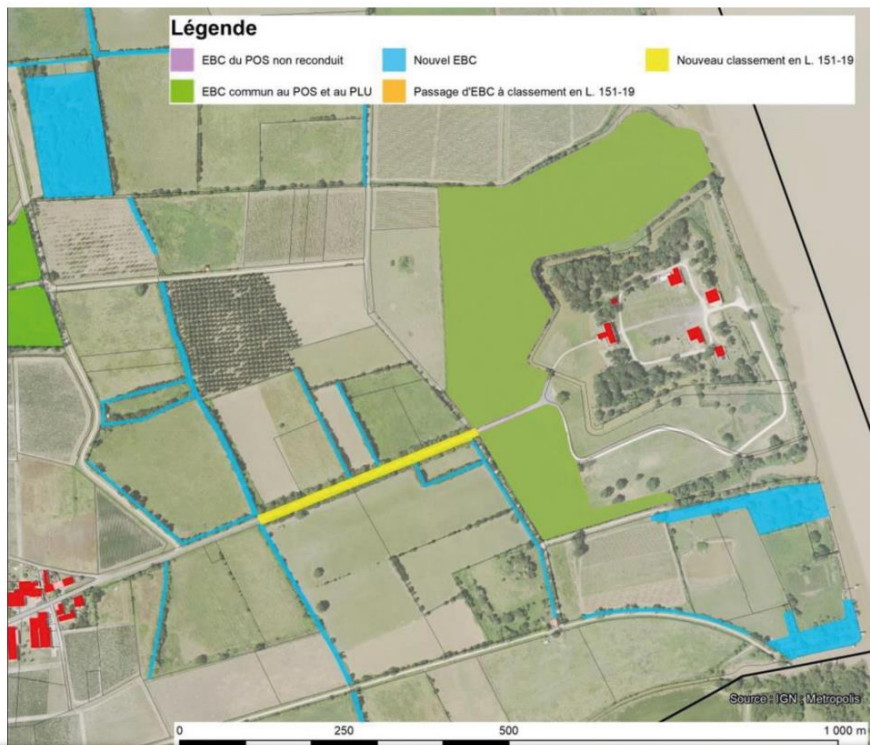 Légende
EBC du POS non reconduit
Nouvel EBC
Nouveau classement en L. 151-19
EBC commun au POS et au PLU
Passage d'EBC à classement en L. 151-19
Source : IGN ; Metropolis
0 250 500 1 000 m